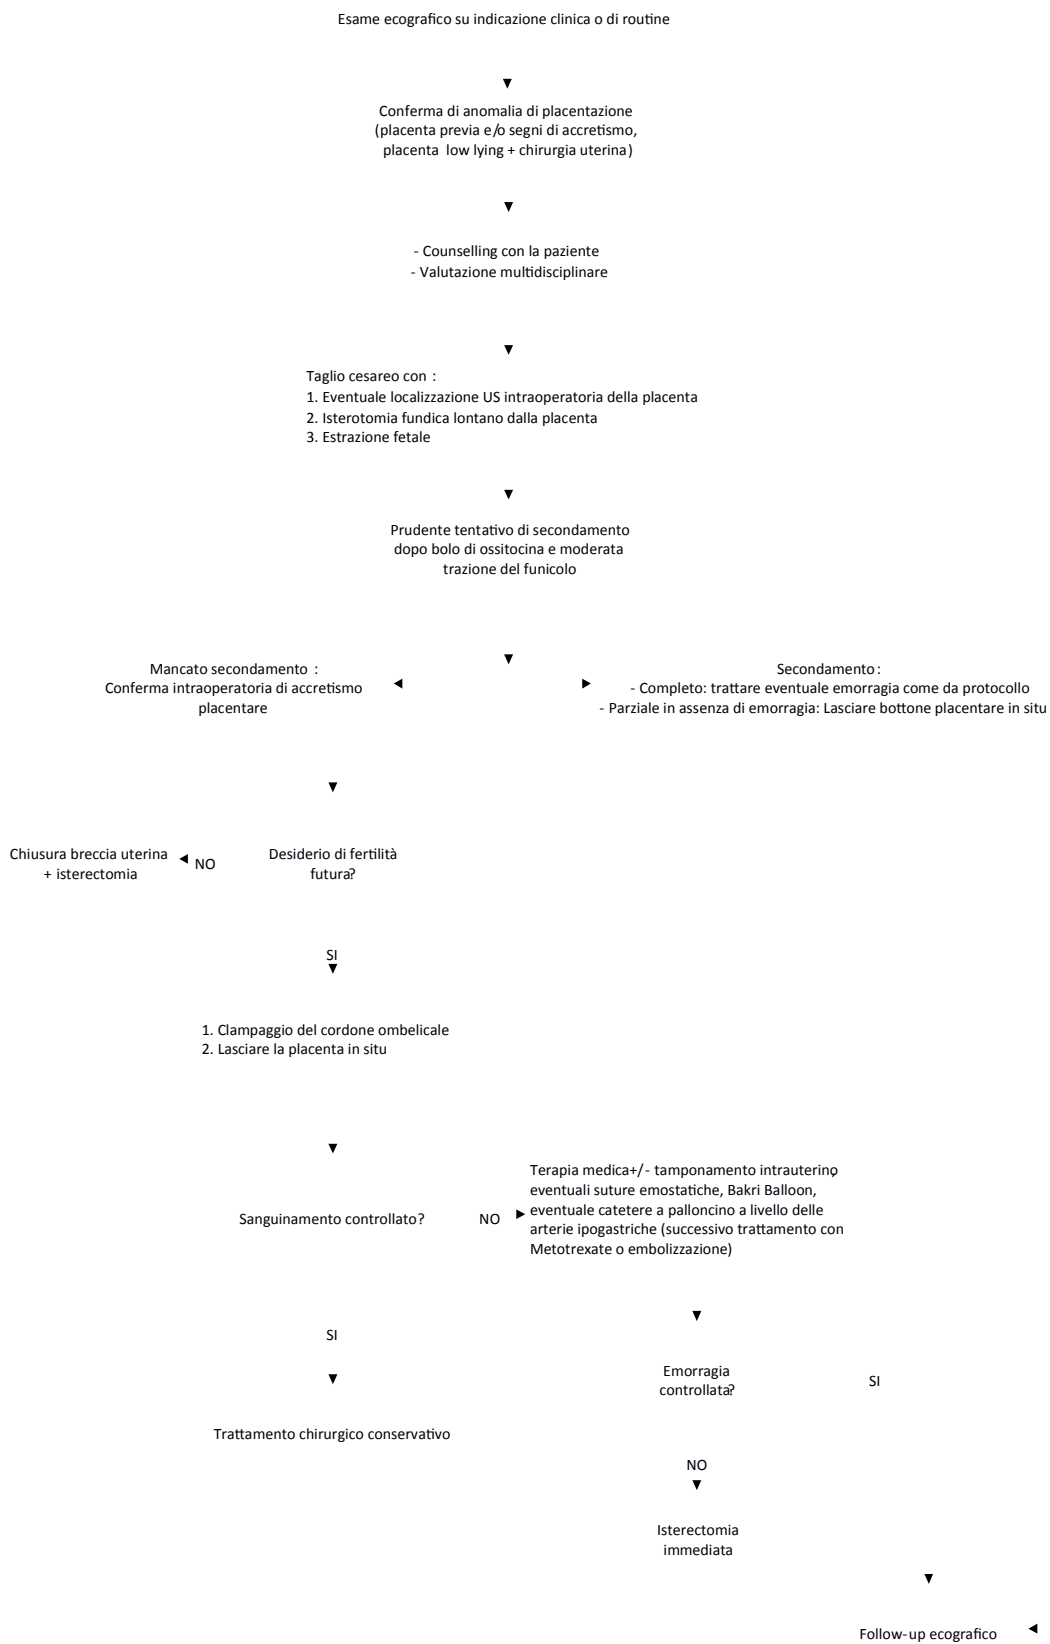 Esame ecografico su indicazione clinica o di routine
Conferma di anomalia di placentazione
(placenta previa e/o segni di accretismo,
placenta low lying + chirurgia uterina)
- Counselling con la paziente
- Valutazione multidisciplinare
Taglio cesareo con :
1. Eventuale localizzazione US intraoperatoria della placenta
2. Isterotomia fundica lontano dalla placenta
3. Estrazione fetale
Prudente tentativo di secondamento
dopo bolo di ossitocina e moderata
trazione del funicolo
Mancato secondamento :
Conferma intraoperatoria di accretismo
placentare
Secondamento :
- Completo: trattare eventuale emorragia come da protocollo
- Parziale in assenza di emorragia: Lasciare bottone placentare in situ
Chiusura breccia uterina
+ isterectomia
NO
Desiderio di fertilità
futura?
SI
1. Clampaggio del cordone ombelicale
2. Lasciare la placenta in situ
Sanguinamento controllato?
NO
Terapia medica+/- tamponamento intrauterino,
eventuali suture emostatiche, Bakri Balloon,
eventuale catetere a palloncino a livello delle
arterie ipogastriche (successivo trattamento con
Metotrexate o embolizzazione)
SI
Emorragia
controllata?
SI
Trattamento chirurgico conservativo
NO
Isterectomia
immediata
Follow-up ecografico